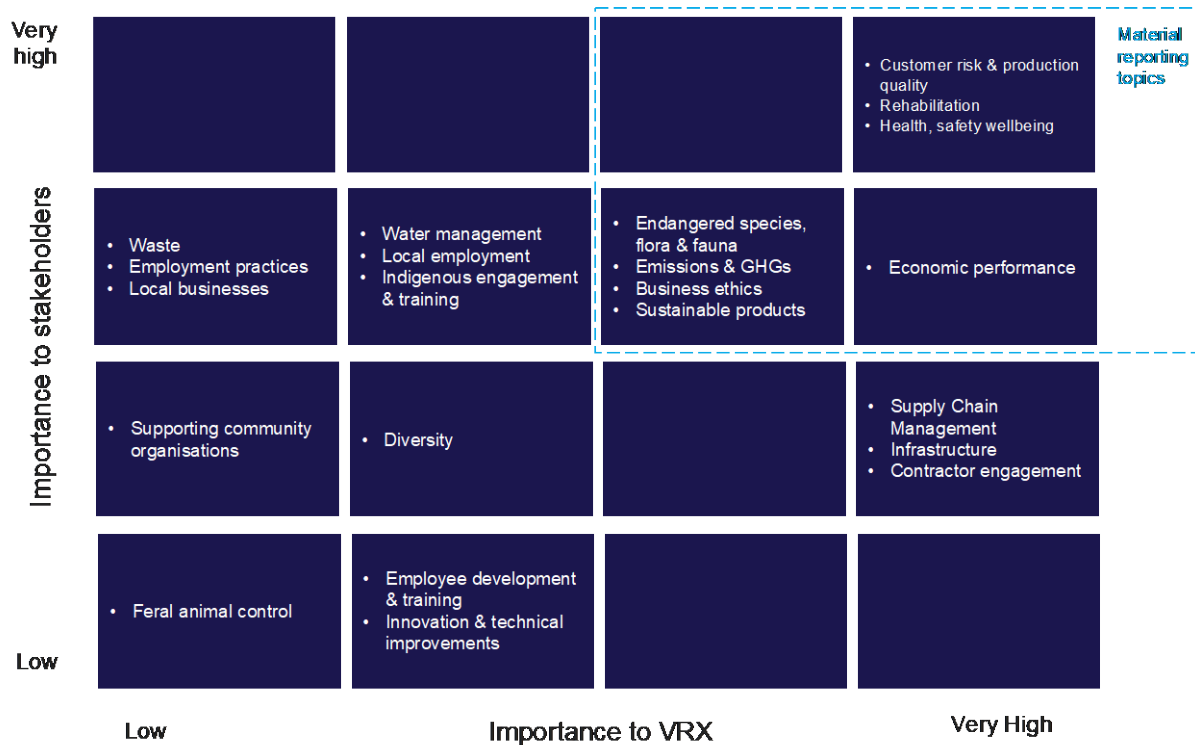 Very
high
Material
reporting
topics
• Customer risk & production
quality
• Rehabilitation
• Health, safety wellbeing
Importance to stakeholders
• Waste
• Employment practices
• Local businesses
• Water management
• Local employment
• Indigenous engagement
& training
• Endangered species,
flora & fauna
• Emissions & GHGs
• Business ethics
• Sustainable products
• Economic performance
• Supporting community
organisations
• Diversity
• Supply Chain
Management
• Infrastructure
• Contractor engagement
• Feral animal control
• Employee development
& training
• Innovation & technical
improvements
Low
Low
Importance to VRX
Very High